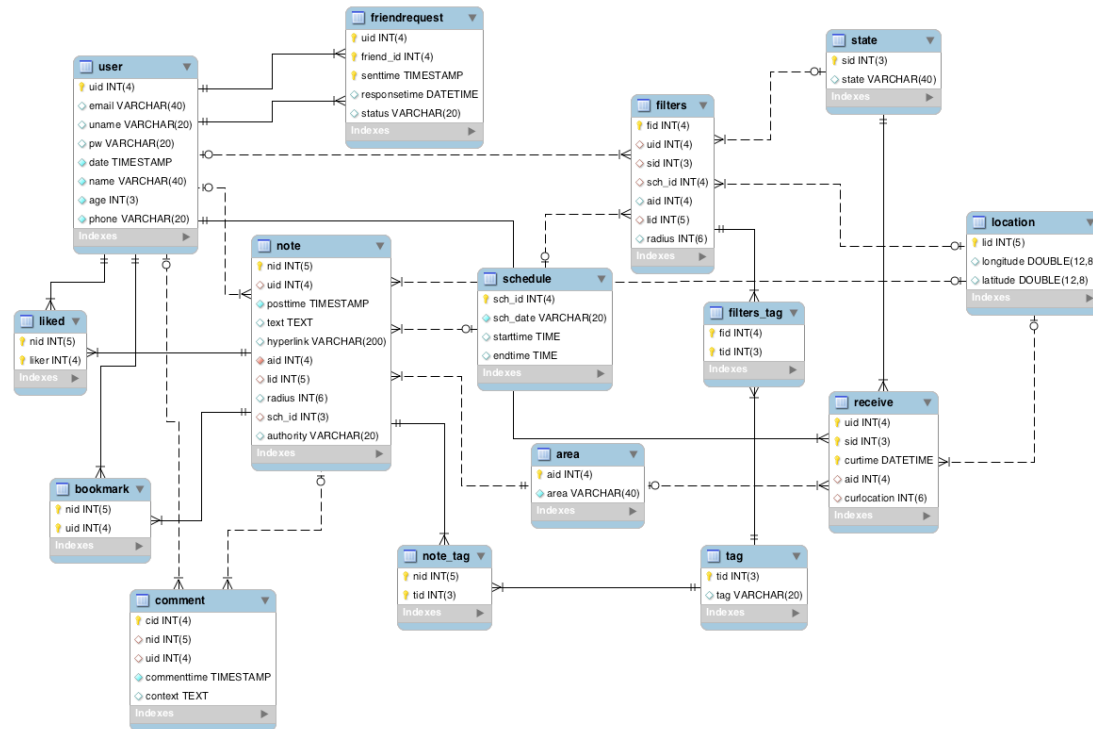 friendrequest
uid INT(4)
friend_id INT(4)
senttime TIMESTAMP
responsetime DATETIME
status VARCHAR(20)
Indexes
state
sid INT(3)
state VARCHAR(40)
Indexes
user
uid INT(4)
email VARCHAR(40)
uname VARCHAR(20)
pw VARCHAR(20)
date TIMESTAMP
name VARCHAR(40)
age INT(3)
phone VARCHAR(20)
Indexes
filters
fid INT(4)
uid INT(4)
sid INT(3)
sch_id INT(4)
aid INT(4)
lid INT(5)
radius INT(6)
Indexes
location
lid INT(5)
longitude DOUBLE(12,8
latitude DOUBLE(12,8)
Indexes
note
nid INT(5)
uid INT(4)
posttime TIMESTAMP
text TEXT
hyperlink VARCHAR(200)
aid INT(4)
lid INT(5)
radius INT(6)
sch_id INT(3)
authority VARCHAR(20)
Indexes
schedule
sch_id INT(4)
sch_date VARCHAR(20)
starttime TIME
endtime TIME
Indexes
filters_tag
fid INT(4)
tid INT(3)
Indexes
liked
nid INT(5)
liker INT(4)
Indexes
receive
uid INT(4)
sid INT(3)
curtime DATETIME
aid INT(4)
curlocation INT(6)
Indexes
area
aid INT(4)
area VARCHAR(40)
Indexes
bookmark
nid INT(5)
uid INT(4)
Indexes
note_tag
nid INT(5)
tid INT(3)
Indexes
tag
tid INT(3)
tag VARCHAR(20)
Indexes
comment
cid INT(4)
nid INT(5)
uid INT(4)
commenttime TIMESTAMP
context TEXT
Indexes